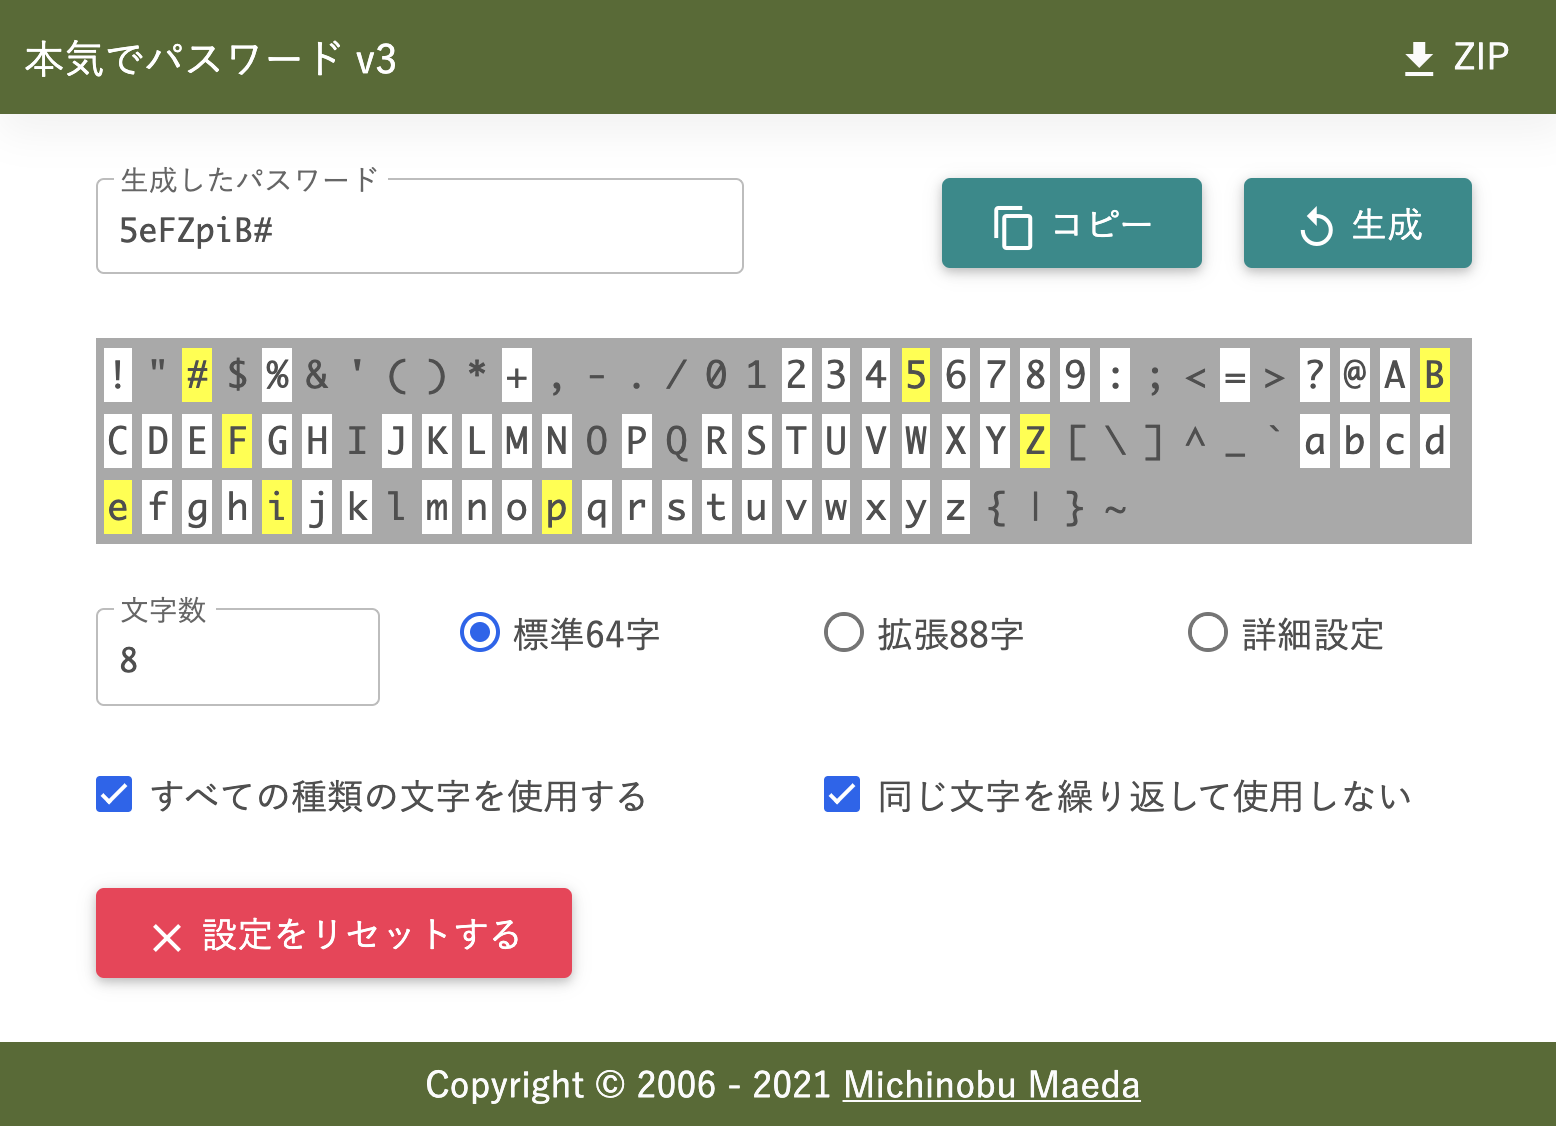 本気でパスワード v3
ZIP
生成したパスワード
5eFZpiB#
コピー
生成
! " # $ % & ' ( ) * + , - . / 0 1 2 3 4 5 6 7 8 9 : ; < = > ? @ A B
C D E F G H I J K L M N O P Q R S T U V W X Y Z [ \ ] ^ _ ` a b c d
e f g h i j k l m n o p q r s t u v w x y z { | } ~
文字数
8
標準64字
拡張88字
詳細設定
すべての種類の文字を使用する
同じ文字を繰り返して使用しない
設定をリセットする
Copyright © 2006 - 2021 Michinobu Maeda